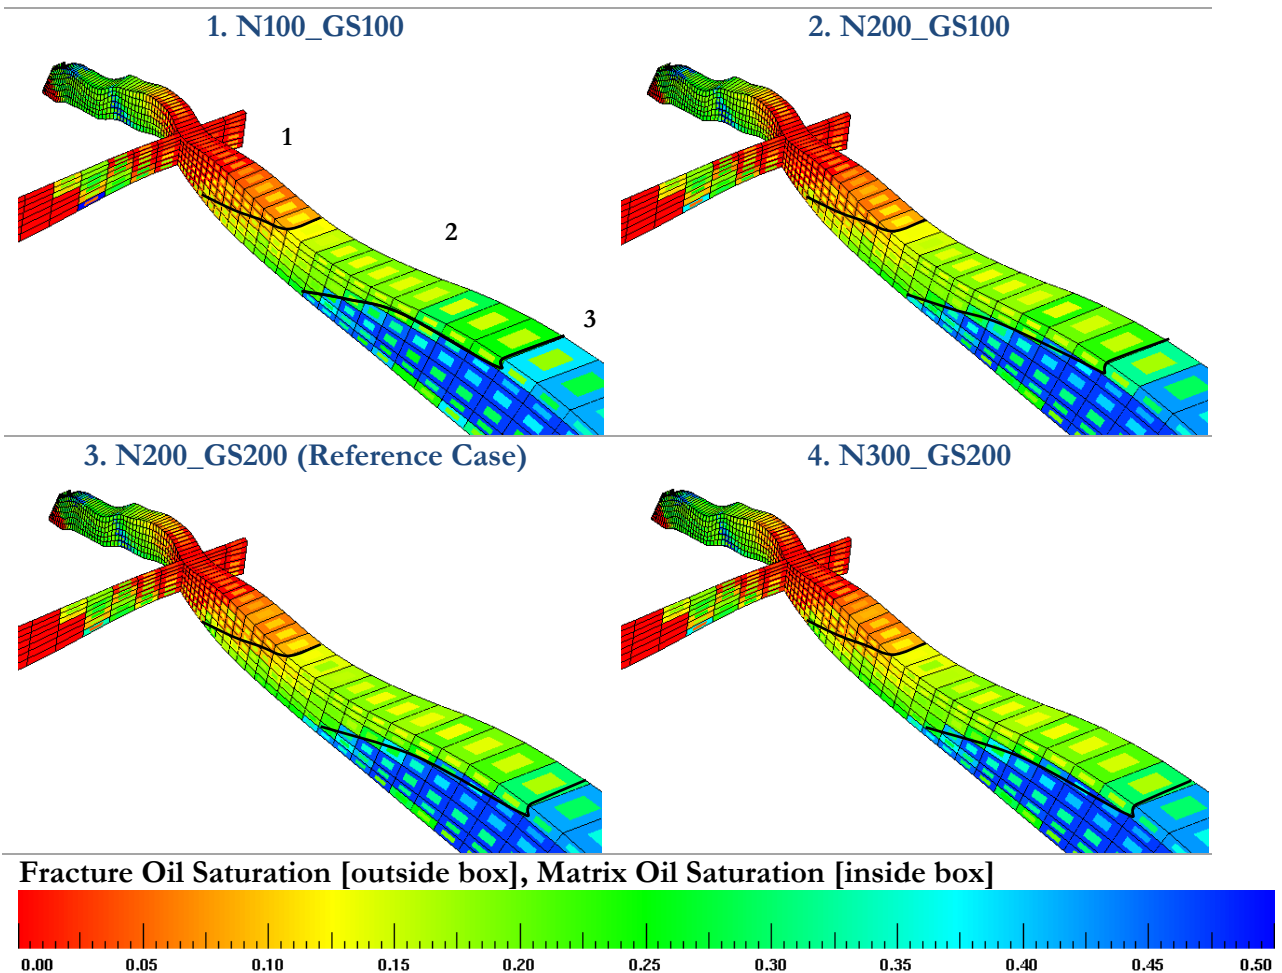 1. N100_GS100
2. N200_GS100
1
2
3
3. N200_GS200 (Reference Case)
4. N300_GS200
Fracture Oil Saturation [outside box], Matrix Oil Saturation [inside box]
0.00 0.05 0.10 0.15 0.20 0.25 0.30 0.35 0.40 0.45 0.50